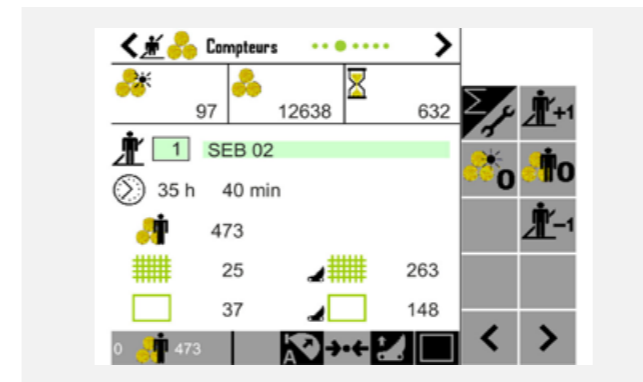 Compteurs
97 12638 632
Σ
+1
1 SEB 02
0 0
35 h 40 min
473
-1
25 263
37 148
0 473
A